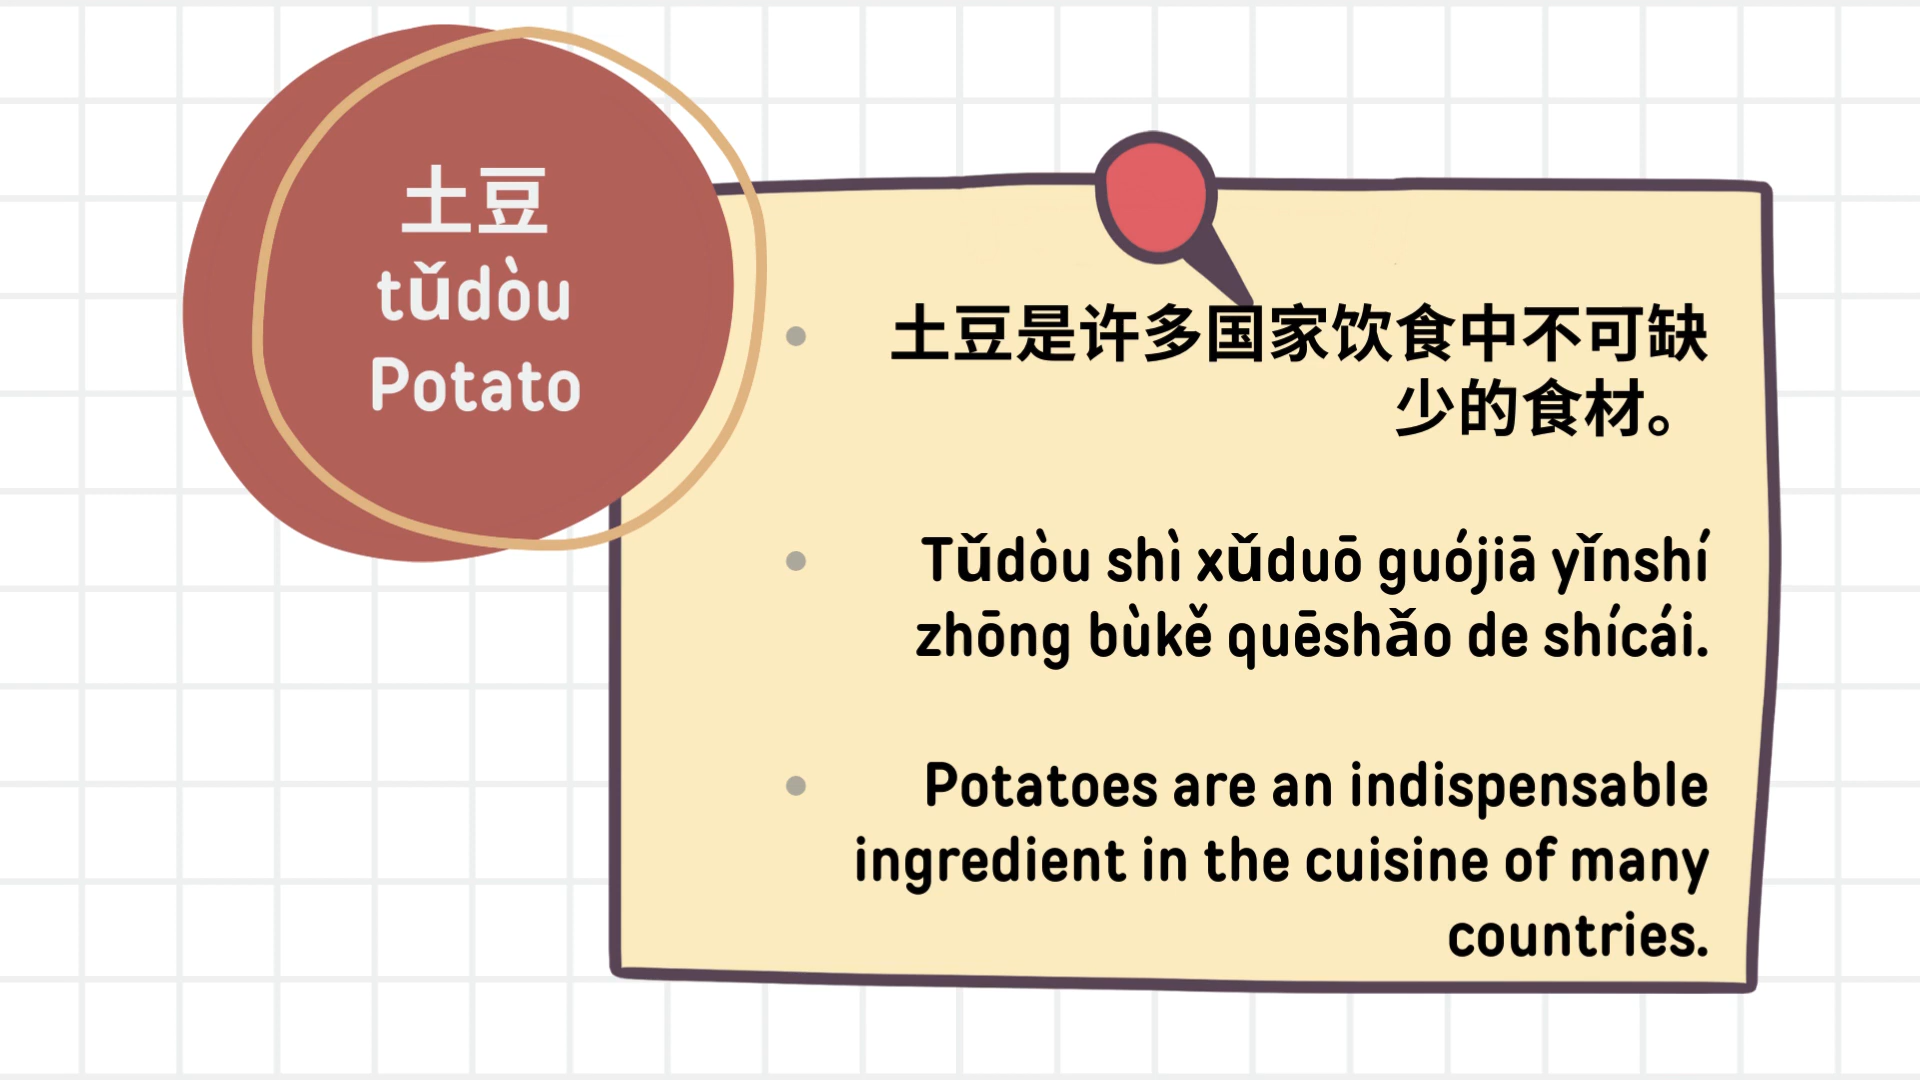 土豆
tǔdòu
Potato
土豆是许多国家饮食中不可缺
少的食材。
Tǔdòu shì xǔduō guójiā yǐnshí
zhōng bùkě quēshǎo de shícái.
Potatoes are an indispensable
ingredient in the cuisine of many
countries.